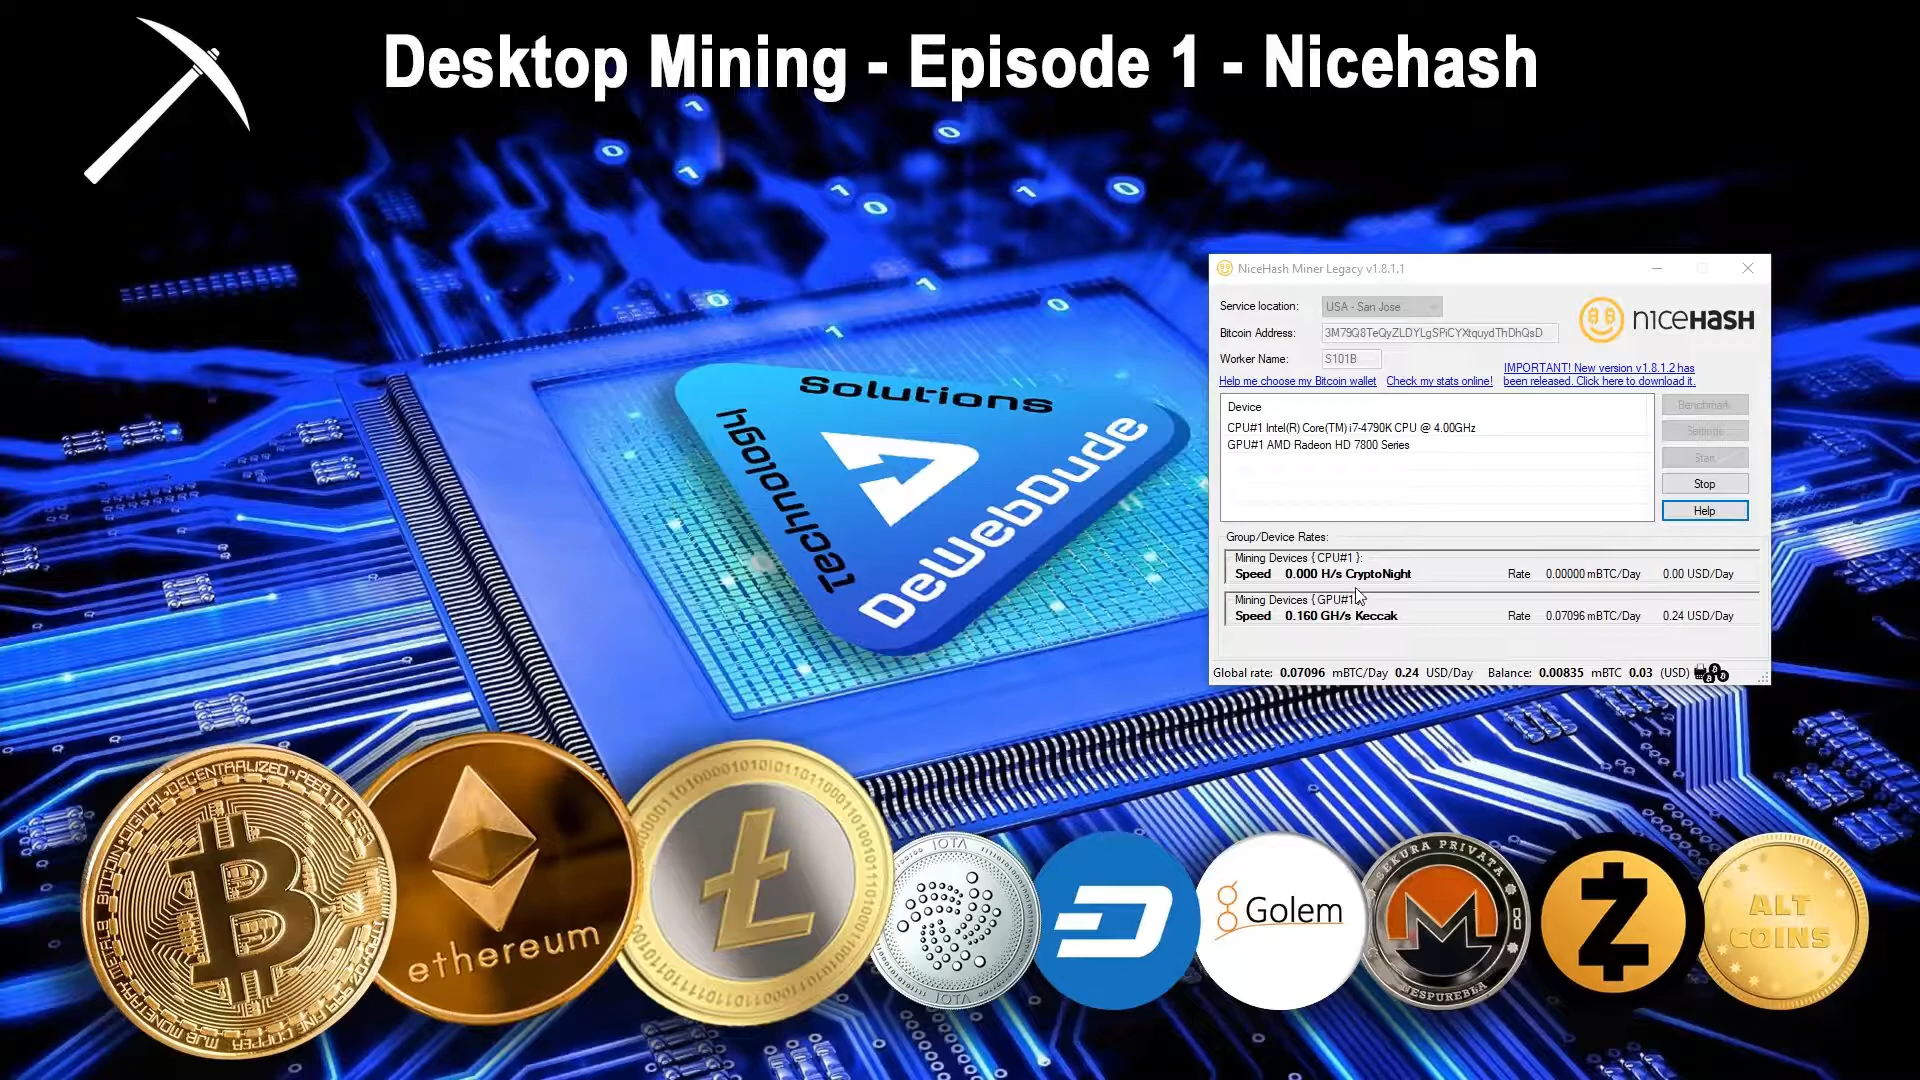 Desktop Mining - Episode 1 - Nicehash
Solutions
Technology
DeWebDude
NiceHash Miner Legacy v1.8.1.1
Service location: USA - San Jose
Bitcoin Address: 3M79Q8TeQyZLDYLgSPiCYXtquydThDhQsD
Worker Name: S101B
nıceHasH
IMPORTANT! New version v1.8.1.2 has
been released. Click here to download it.
Help me choose my Bitcoin wallet Check my stats online!
Device
CPU#1 Intel(R) Core(TM) i7-4790K CPU @ 4.00GHz
GPU#1 AMD Radeon HD 7800 Series
Benchmark
Settings
Start
Stop
Help
Group/Device Rates:
Mining Devices { CPU#1 }:
Speed 0.000 H/s CryptoNight Rate 0.00000 mBTC/Day 0.00 USD/Day
Mining Devices { GPU#1
Speed 0.160 GH/s Keccak Rate 0.07096 mBTC/Day 0.24 USD/Day
Global rate: 0.07096 mBTC/Day 0.24 USD/Day Balance: 0.00835 mBTC 0.03 (USD)
DECENTRALIZED
BITCOIN
ethereum
IOTA
IOTA
Golem
SEKURA PRIVATA
ALT
COINS